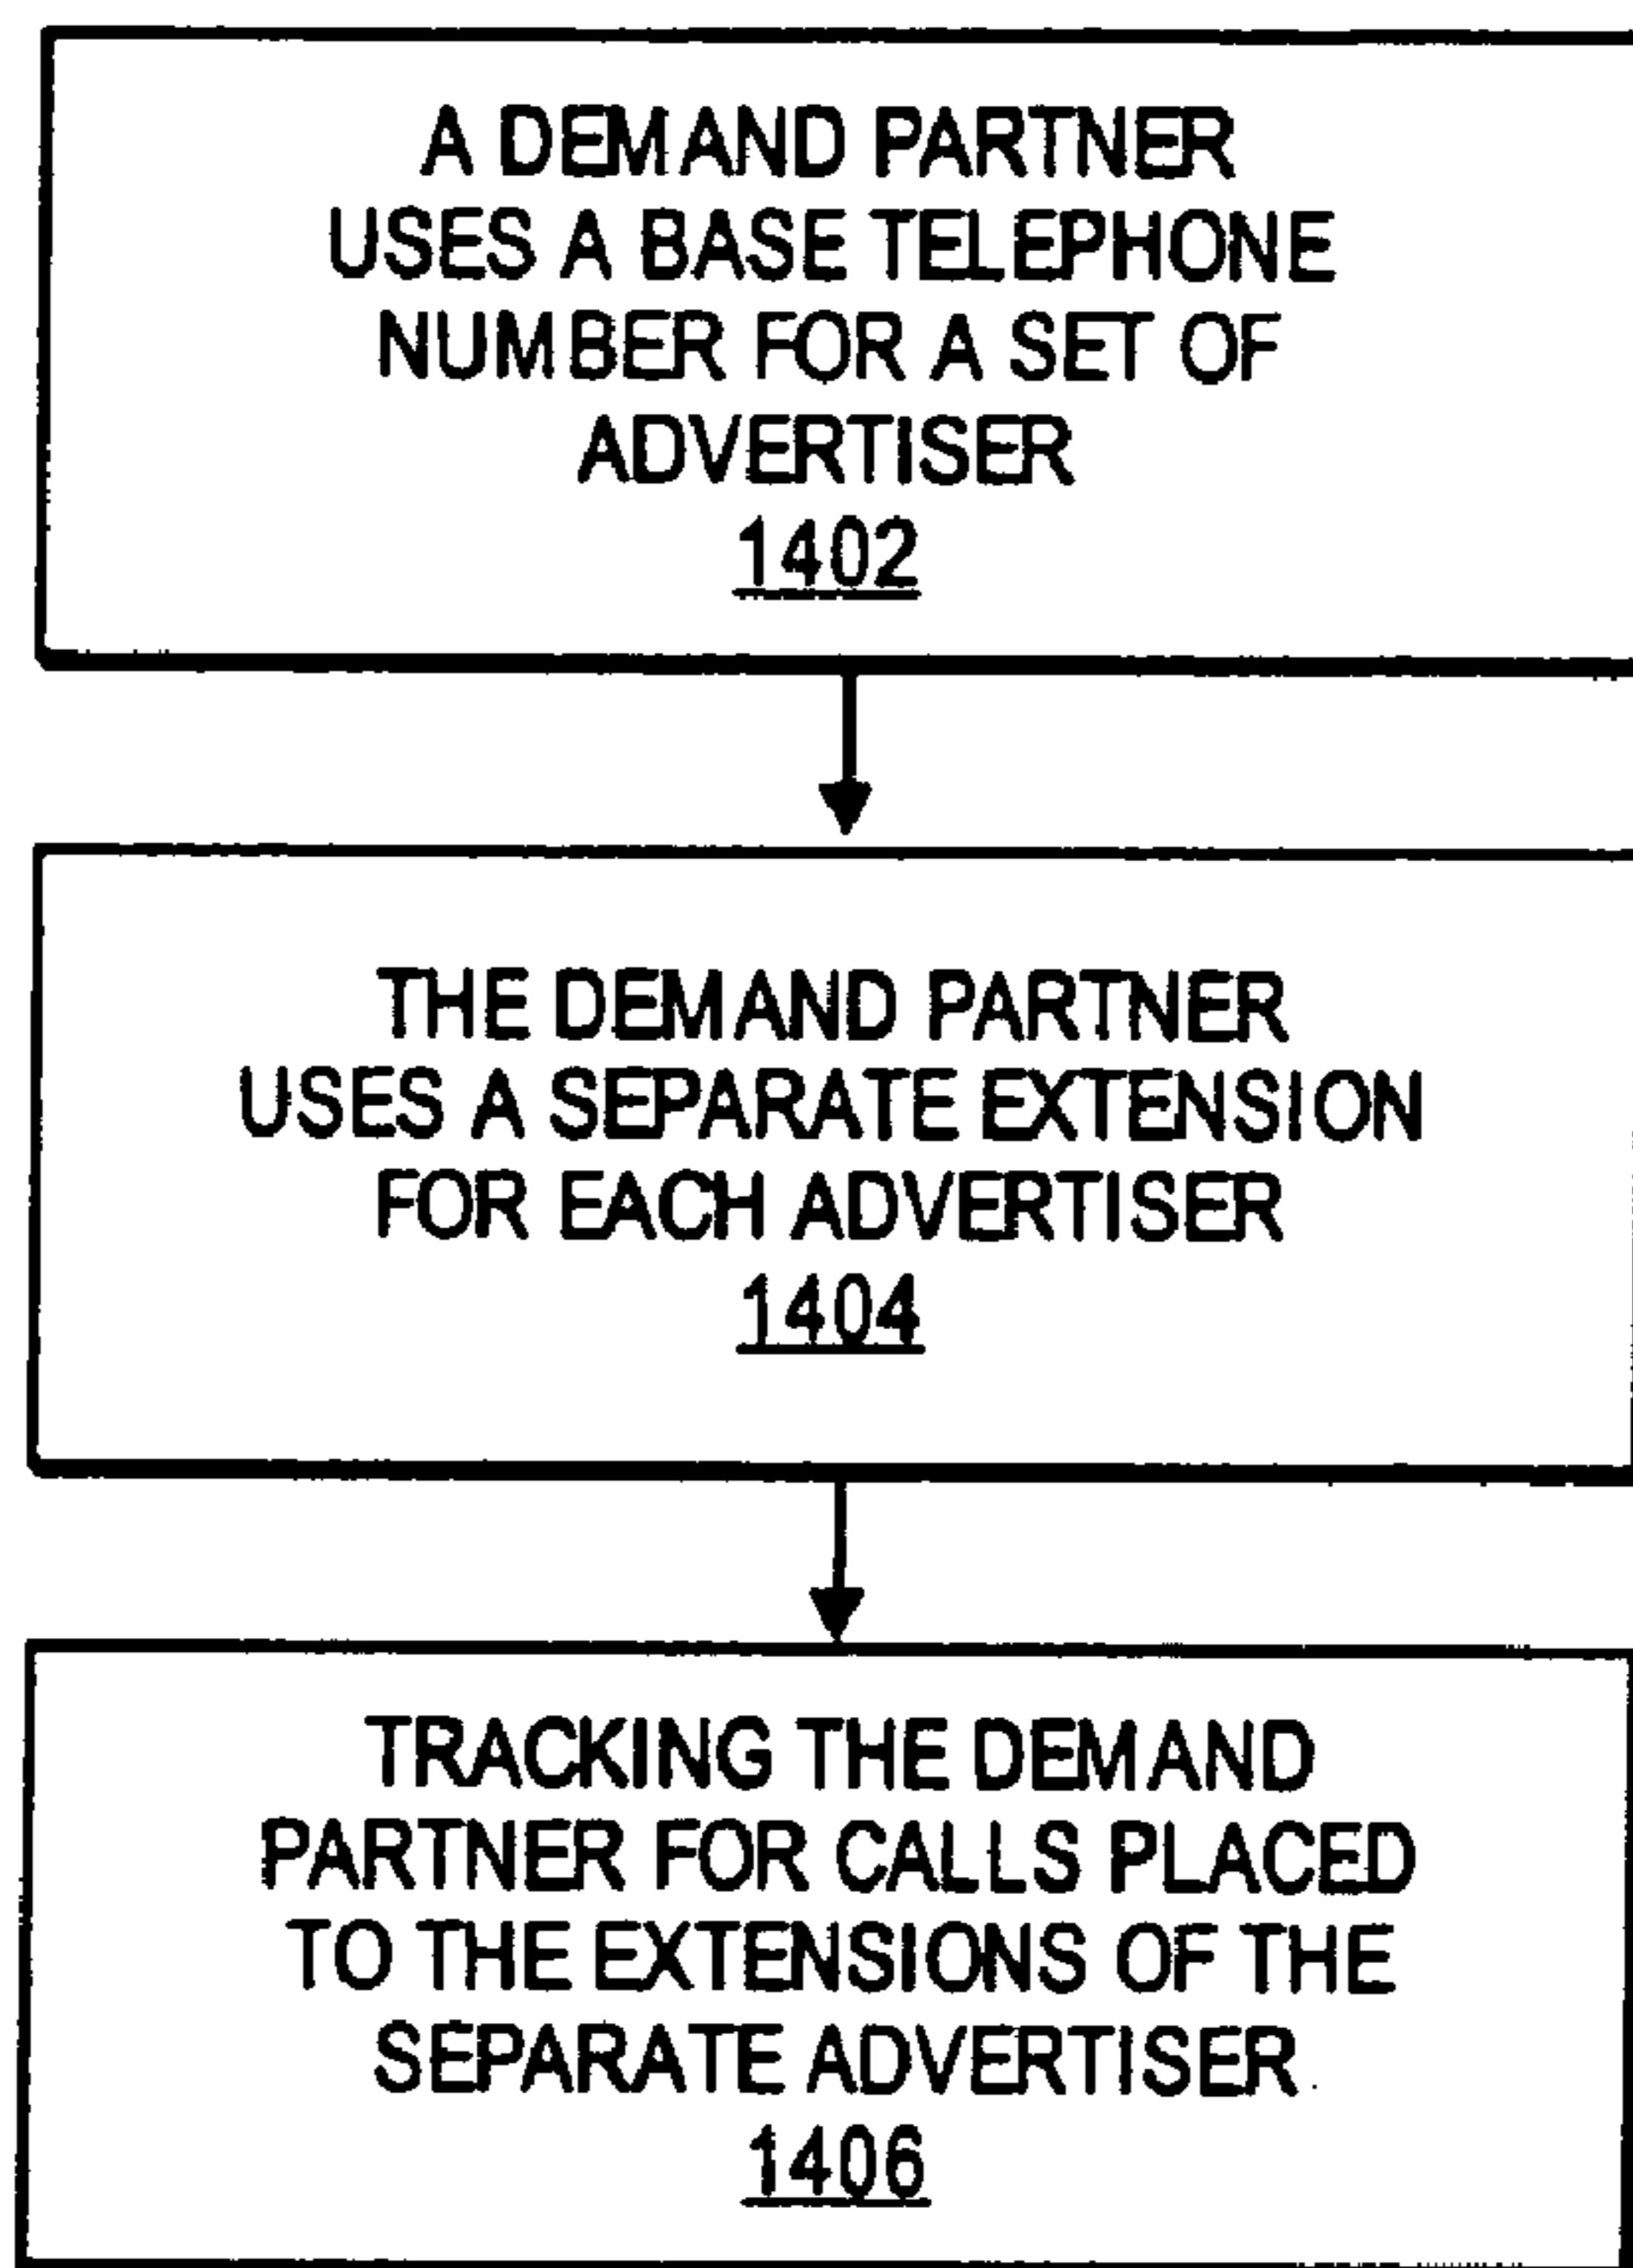 A DEMAND PARTNER
USES A BASE TELEPHONE
NUMBER FOR A SET OF
ADVERTISER
1402
THE DEMAND PARTNER
USES A SEPARATE EXTENSION
FOR EACH ADVERTISER
1404
TRACKING THE DEMAND
PARTNER FOR CALLS PLACED
TO THE EXTENSIONS OF THE
SEPARATE ADVERTISER
1406